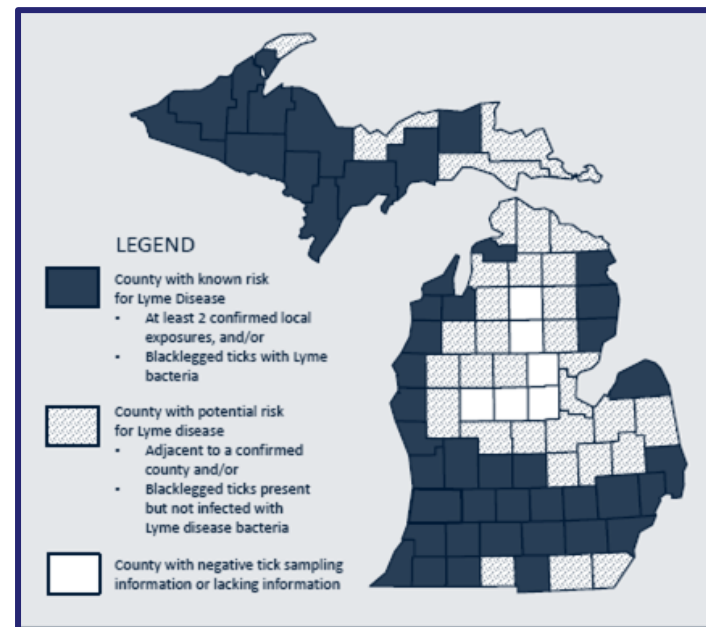 LEGEND
County with known risk
for Lyme Disease
- At least 2 confirmed local
exposures, and/or
- Blacklegged ticks with Lyme
bacteria
County with potential risk
for Lyme disease
- Adjacent to a confirmed
county and/or
- Blacklegged ticks present
but not infected with
Lyme disease bacteria
County with negative tick sampling
information or lacking information